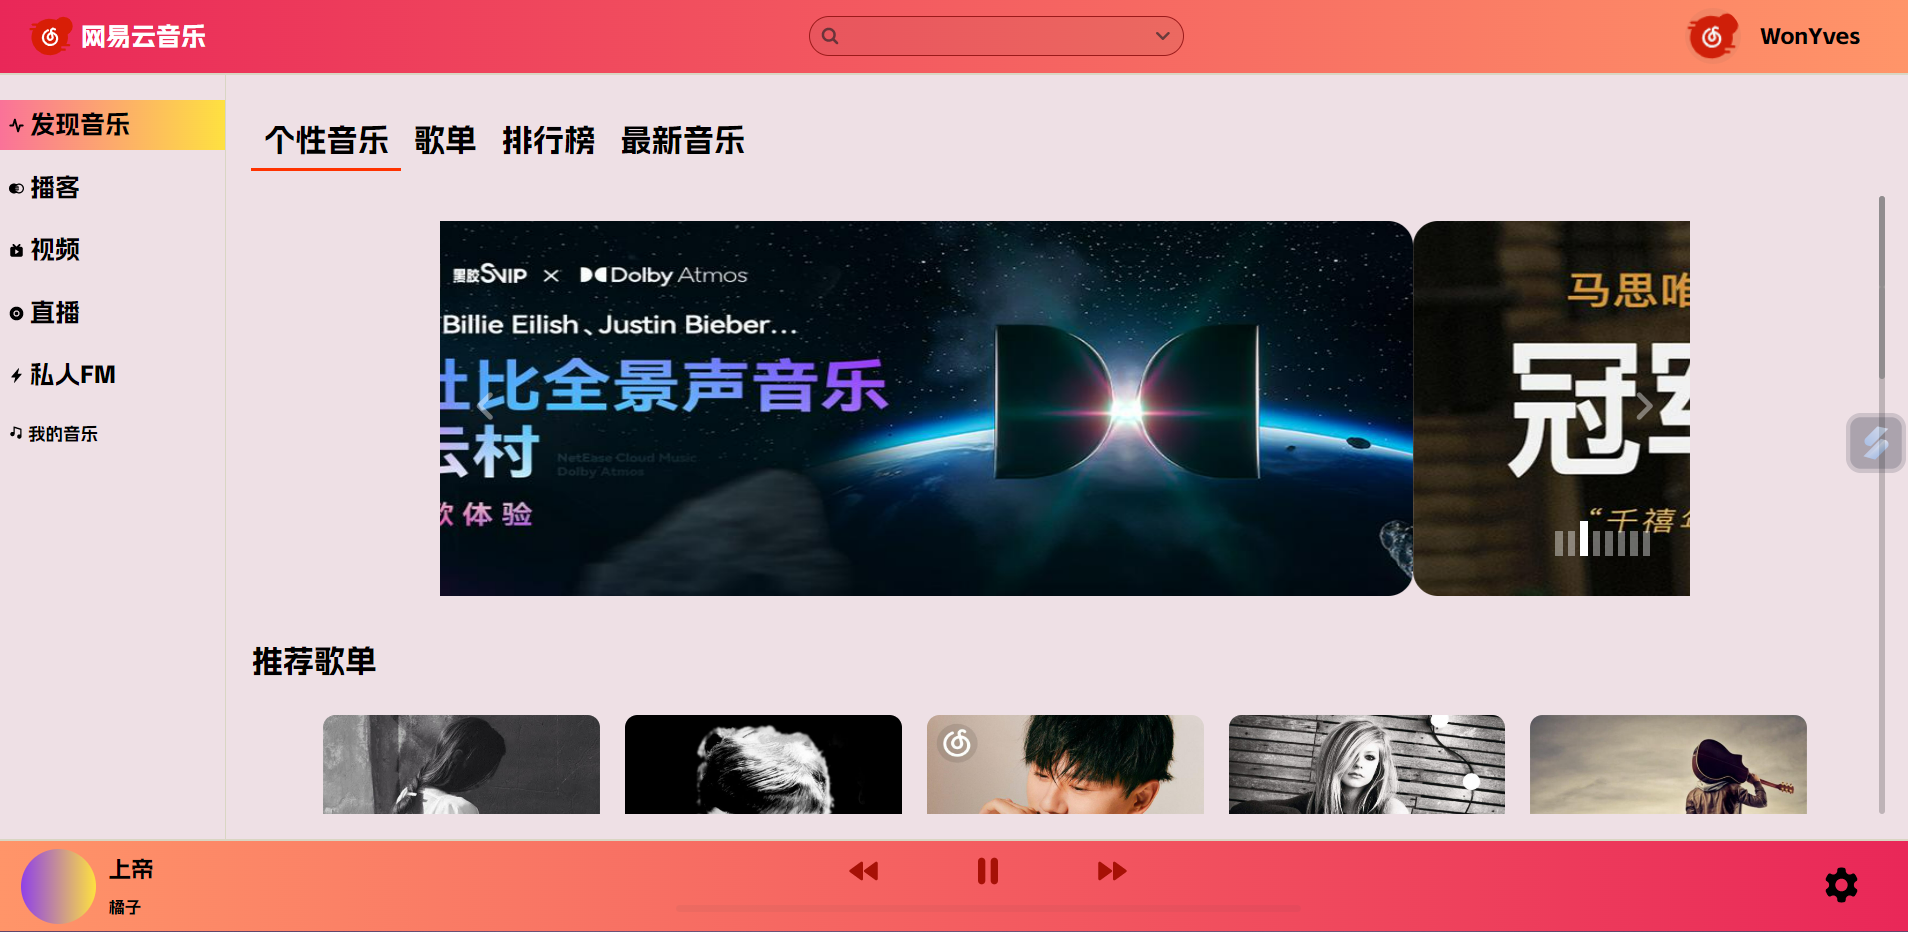 网易云音乐
WonYves
发现音乐
播客
视频
直播
私人FM
我的音乐
个性音乐 歌单 排行榜 最新音乐
黑胶SVIP × Dolby Atmos
Billie Eilish、Justin Bieber...
杜比全景声音乐
云村
NetEase Cloud Music
Dolby Atmos
体验
马思唯
冠军
“千禧
推荐歌单
上帝
橘子